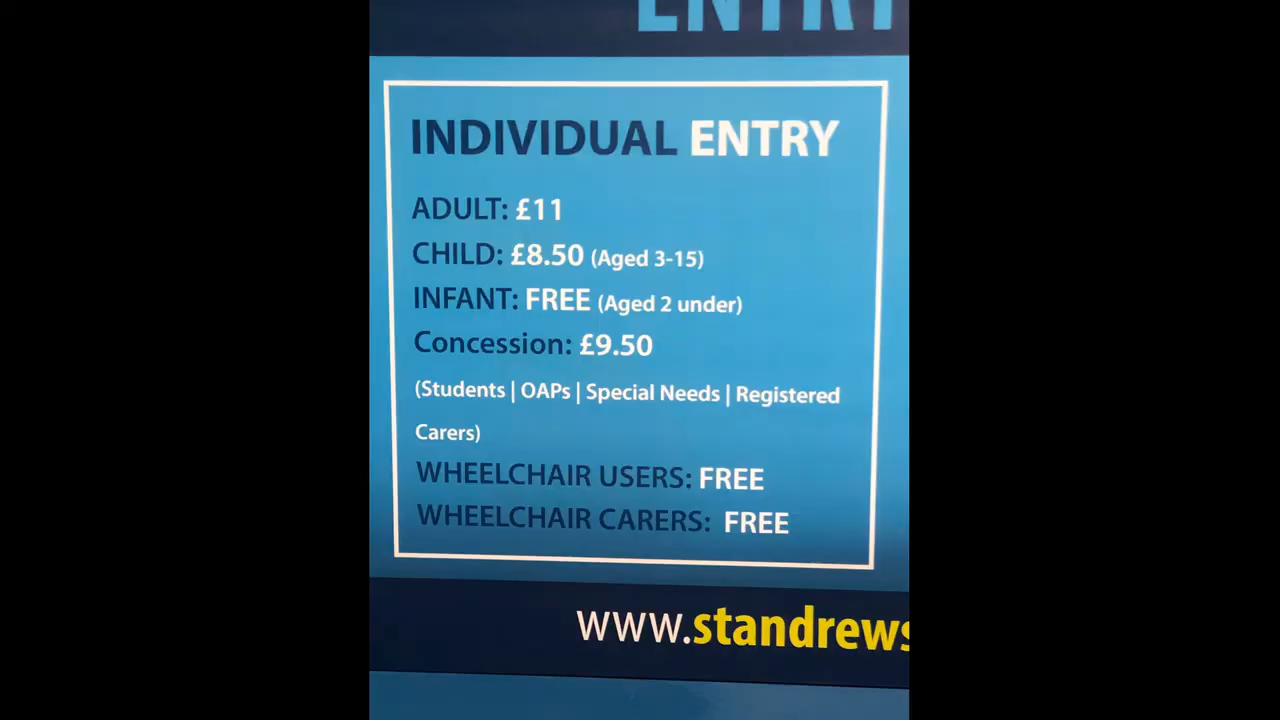 ENTRY
INDIVIDUAL ENTRY
ADULT: £11
CHILD: £8.50 (Aged 3-15)
INFANT: FREE (Aged 2 under)
Concession: £9.50
(Students | OAPs | Special Needs | Registered
Carers)
WHEELCHAIR USERS: FREE
WHEELCHAIR CARERS: FREE
www.standrews